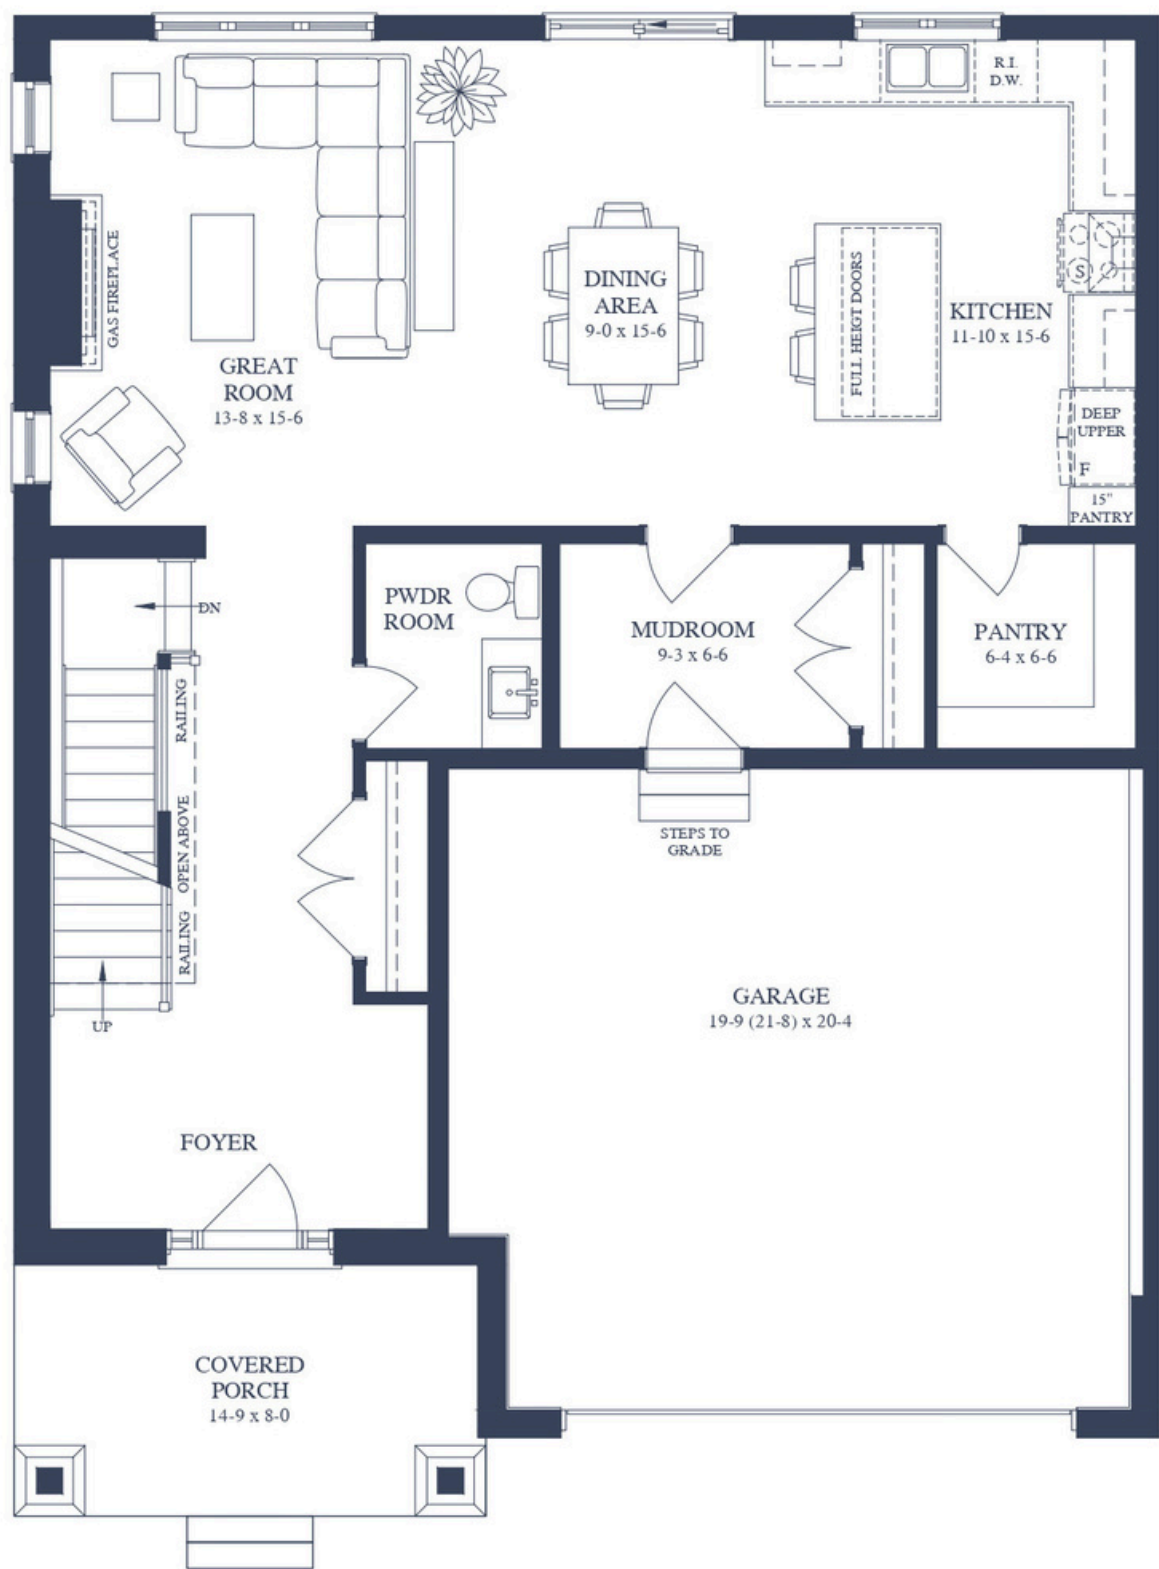 R.I.
D.W.
GAS FIREPLACE
DINING
AREA
9-0 x 15-6
FULL HEIGT DOORS
S
KITCHEN
11-10 x 15-6
GREAT
ROOM
13-8 x 15-6
DEEP
UPPER
F
15"
PANTRY
DN
PWDR
ROOM
MUDROOM
9-3 x 6-6
PANTRY
6-4 x 6-6
RAILING
OPEN ABOVE
RAILING
STEPS TO
GRADE
UP
GARAGE
19-9 (21-8) x 20-4
FOYER
COVERED
PORCH
14-9 x 8-0